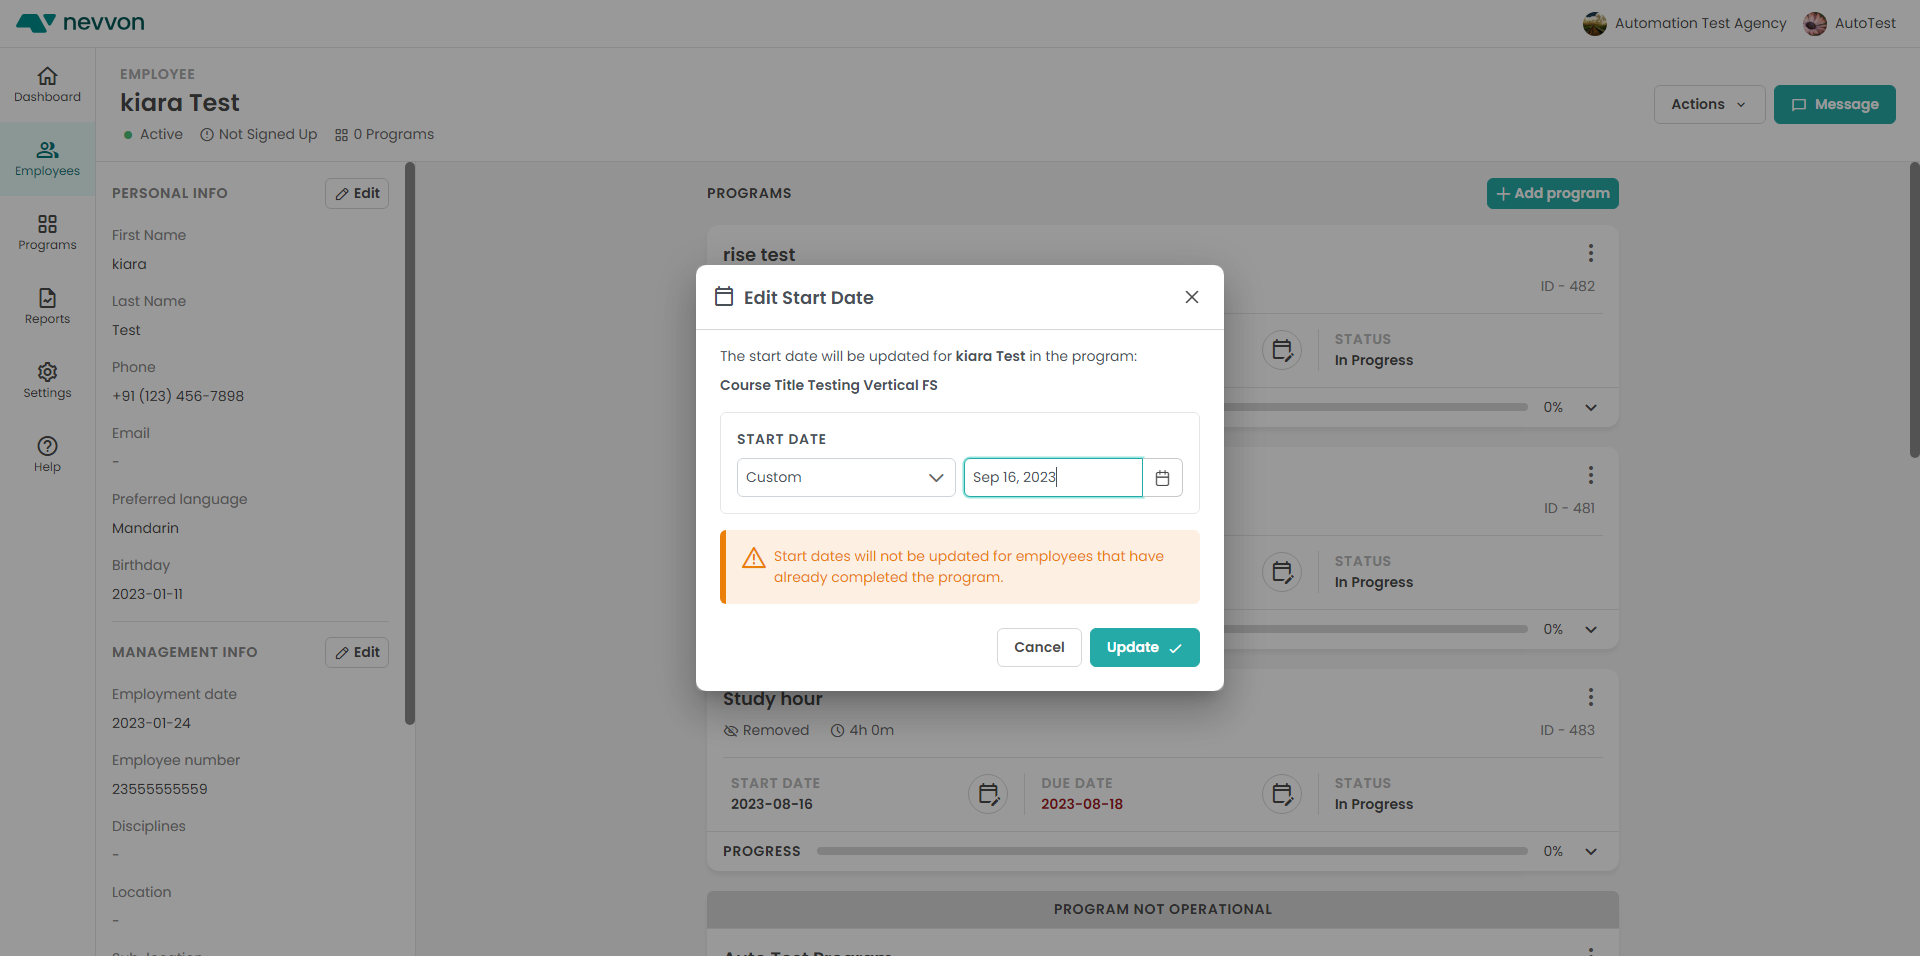 nevvon
Automation Test Agency
AutoTest
Dashboard
Employees
Programs
Reports
Settings
Help
EMPLOYEE
kiara Test
Active
Not Signed Up
0 Programs
Actions
Message
PERSONAL INFO
Edit
First Name
kiara
Last Name
Test
Phone
+91 (123) 456-7898
Email
-
Preferred language
Mandarin
Birthday
2023-01-11
MANAGEMENT INFO
Edit
Employment date
2023-01-24
Employee number
23555555559
Disciplines
-
Location
-
PROGRAMS
Add program
rise test
ID - 482
STATUS
In Progress
0%
ID - 481
STATUS
In Progress
0%
Edit Start Date
The start date will be updated for kiara Test in the program:
Course Title Testing Vertical FS
START DATE
Custom
Sep 16, 2023
Start dates will not be updated for employees that have
already completed the program.
Cancel
Update
Study hour
Removed
4h 0m
ID - 483
START DATE
2023-08-16
DUE DATE
2023-08-18
STATUS
In Progress
PROGRESS
0%
PROGRAM NOT OPERATIONAL
Auto Test Program